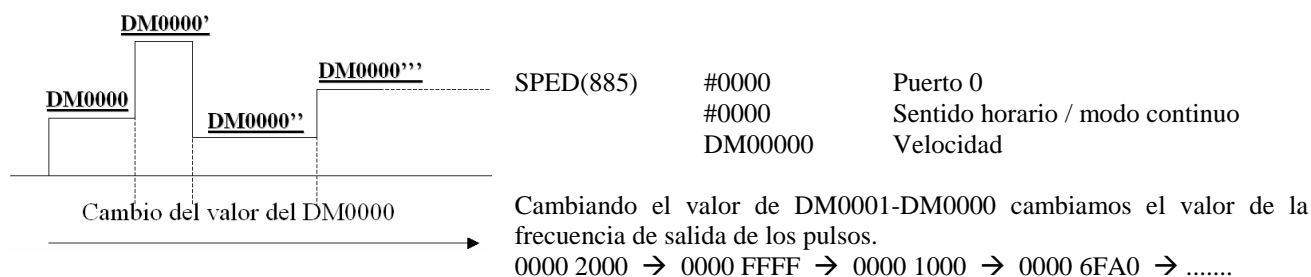 DM0000'
DM0000'''
DM0000
DM0000''
Cambio del valor del DM0000
SPED(885) #0000 Puerto 0
#0000 Sentido horario / modo continuo
DM00000 Velocidad
Cambiando el valor de DM0001-DM0000 cambiamos el valor de la
frecuencia de salida de los pulsos.
0000 2000 → 0000 FFFF → 0000 1000 → 0000 6FA0 → .......